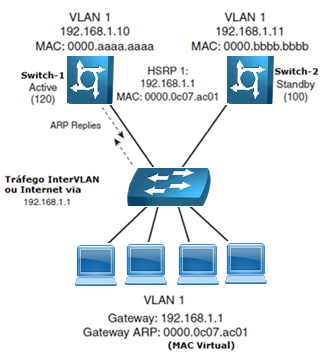 VLAN 1
192.168.1.10
MAC: 0000.aaaa.aaaa
VLAN 1
192.168.1.11
MAC: 0000.bbbb.bbbb
Switch-1
Active
(120)
HSRP 1:
192.168.1.1
MAC: 0000.0c07.ac01
Switch-2
Standby
(100)
ARP Replies
Tráfego InterVLAN
ou Internet via
192.168.1.1
VLAN 1
Gateway: 192.168.1.1
Gateway ARP: 0000.0c07.ac01
(MAC Virtual)